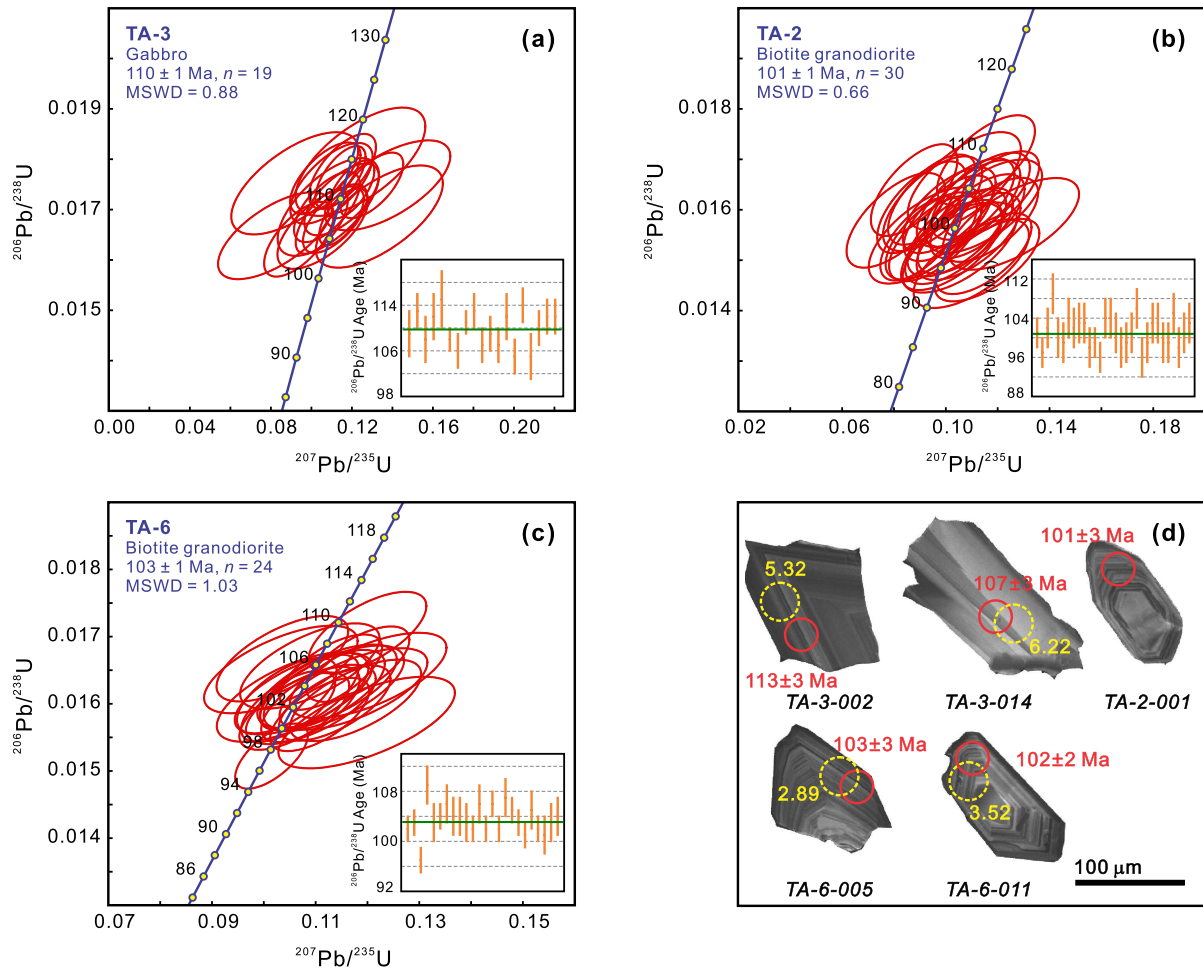 TA-3
Gabbro
110 ± 1 Ma, n = 19
MSWD = 0.88
(a)
130
120
110
100
90
0.019
0.017
0.015
²⁰⁶Pb/²³⁸U
0.00
0.04
0.08
0.12
0.16
0.20
²⁰⁷Pb/²³⁵U
²⁰⁶Pb/²³⁸U Age (Ma)
114
106
98
TA-2
Biotite granodiorite
101 ± 1 Ma, n = 30
MSWD = 0.66
(b)
120
110
100
90
80
0.018
0.016
0.014
²⁰⁶Pb/²³⁸U
0.02
0.06
0.10
0.14
0.18
²⁰⁷Pb/²³⁵U
²⁰⁶Pb/²³⁸U Age (Ma)
112
104
96
88
TA-6
Biotite granodiorite
103 ± 1 Ma, n = 24
MSWD = 1.03
(c)
118
114
110
106
102
98
94
90
86
0.018
0.017
0.016
0.015
0.014
²⁰⁶Pb/²³⁸U
0.07
0.09
0.11
0.13
0.15
²⁰⁷Pb/²³⁵U
²⁰⁶Pb/²³⁸U Age (Ma)
108
100
92
(d)
5.32
113±3 Ma
TA-3-002
107±3 Ma
6.22
TA-3-014
101±3 Ma
TA-2-001
103±3 Ma
2.89
TA-6-005
102±2 Ma
3.52
TA-6-011
100 µm